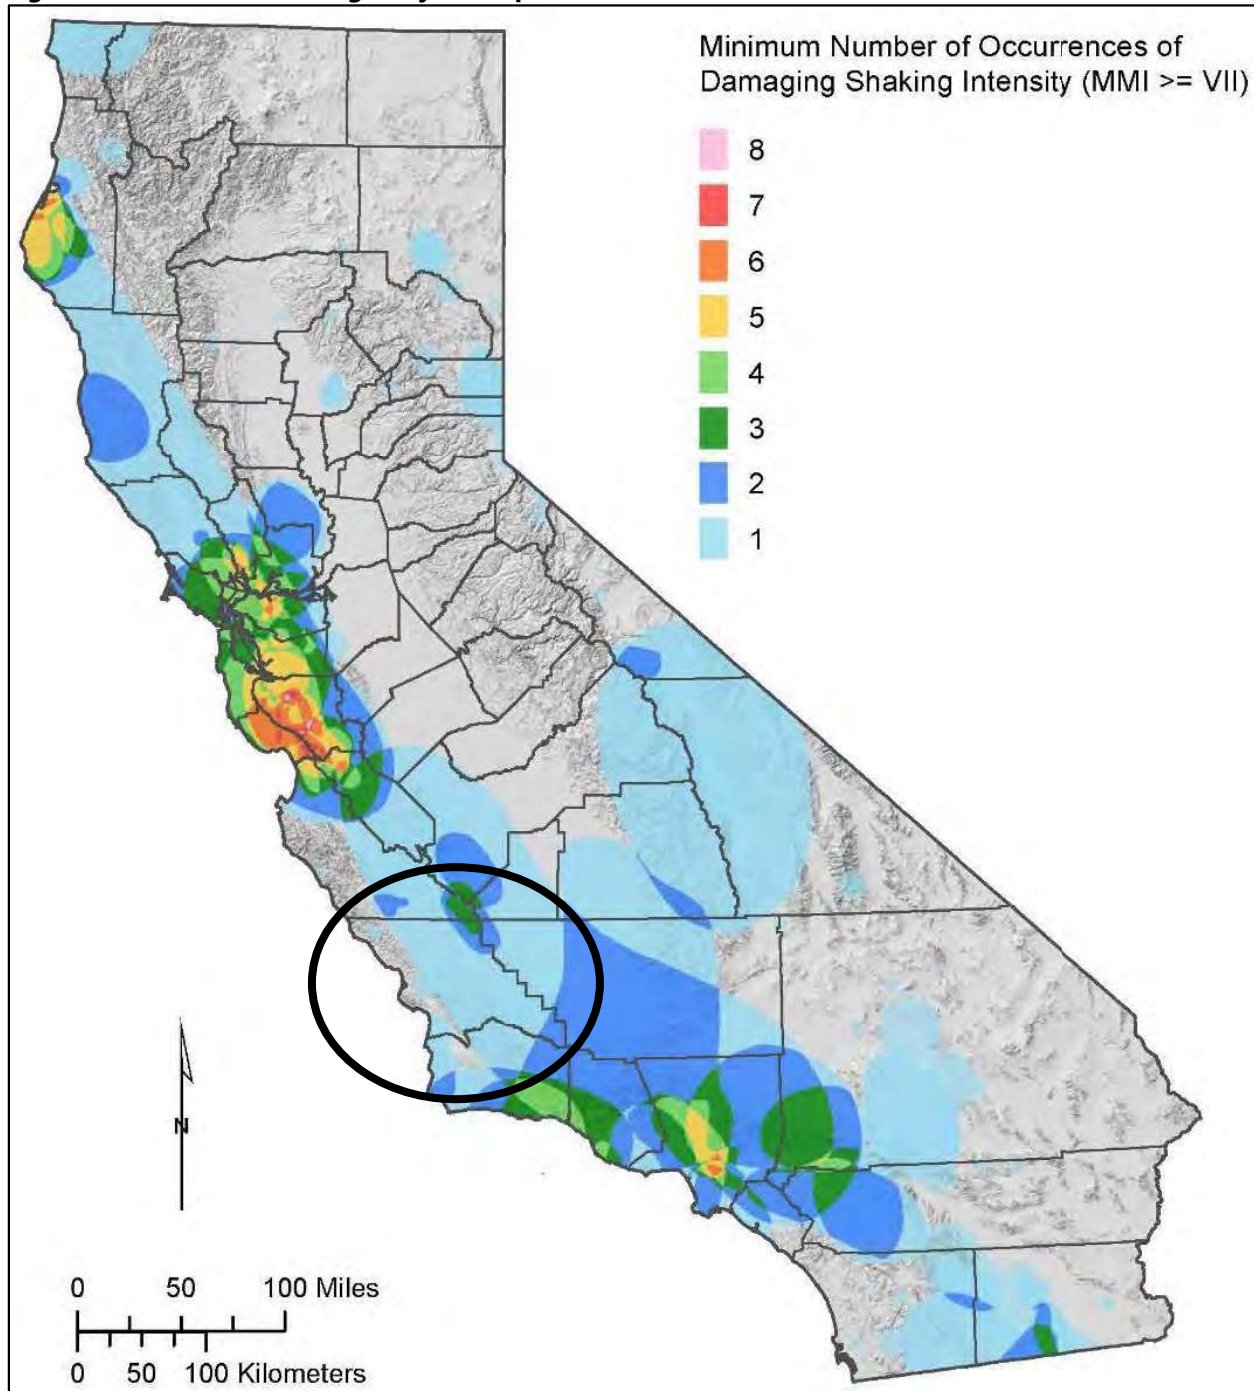 Minimum Number of Occurrences of
Damaging Shaking Intensity (MMI >= VII)
8
7
6
5
4
3
2
1
N
0 50 100 Miles
0 50 100 Kilometers